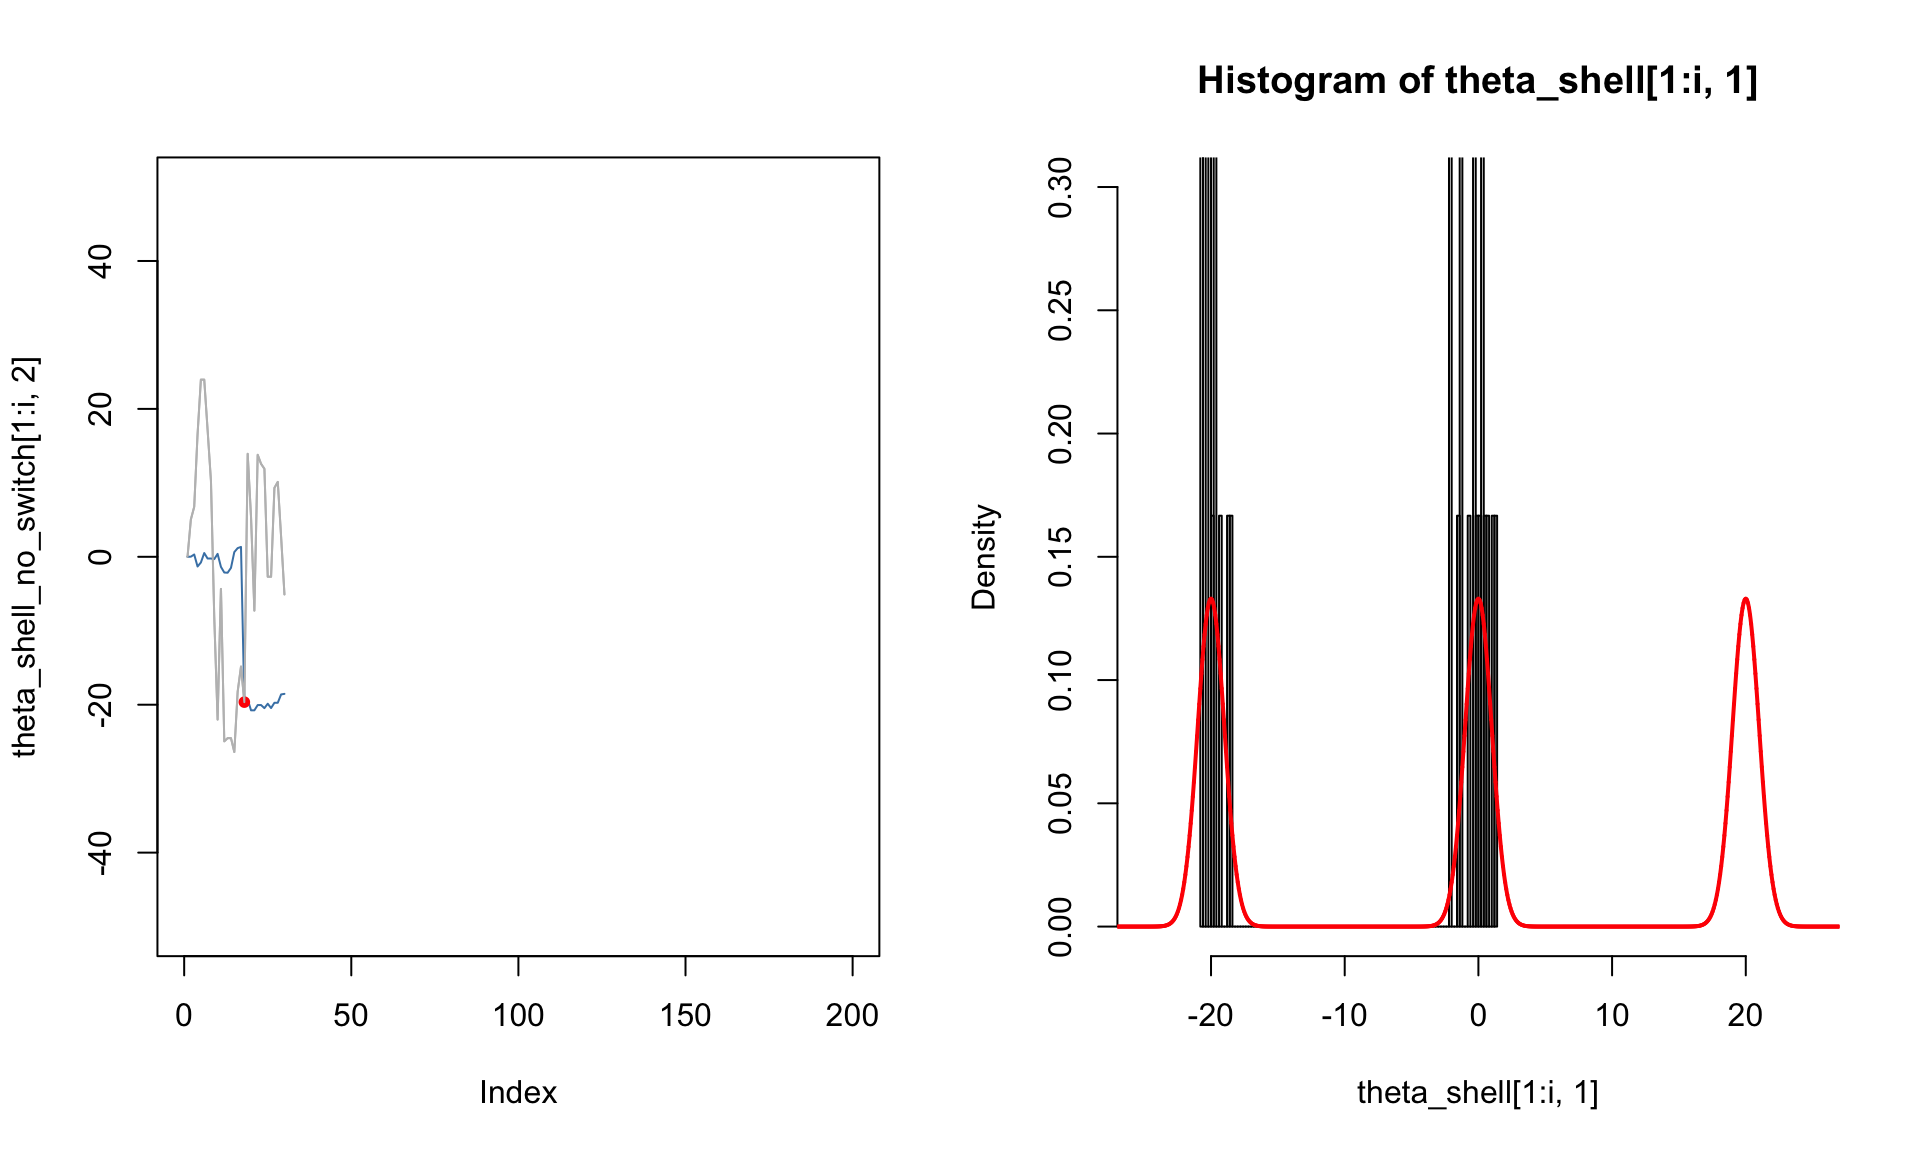 theta_shell_no_switch[1:i, 2]
40
20
0
-20
-40
0 50 100 150 200
Index
Histogram of theta_shell[1:i, 1]
Density
0.30
0.25
0.20
0.15
0.10
0.05
0.00
-20 -10 0 10 20
theta_shell[1:i, 1]